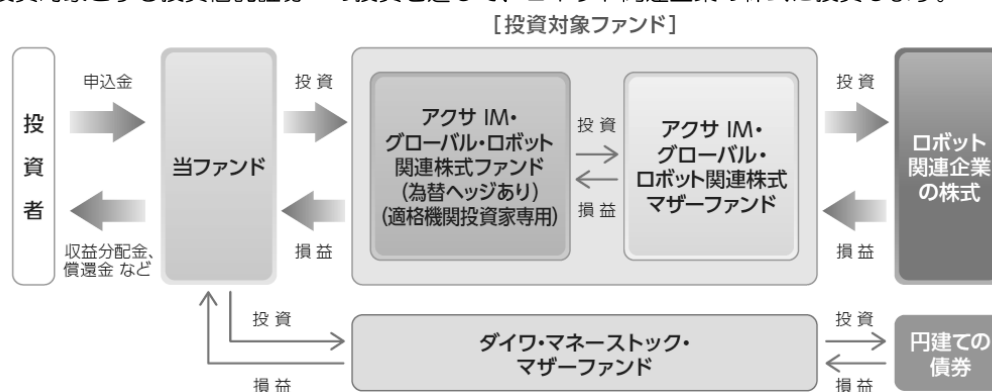 [投資対象ファンド]
投資者
申込金
収益分配金、
償還金 など
当ファンド
投 資
損 益
アクサ IM・
グローバル・ロボット
関連株式ファンド
(為替ヘッジあり)
(適格機関投資家専用)
投 資
損 益
アクサ IM・
グローバル・
ロボット関連株式
マザーファンド
投 資
損 益
ロボット
関連企業
の株式
投 資
損 益
ダイワ・マネーストック・
マザーファンド
投 資
損 益
円建ての
債券